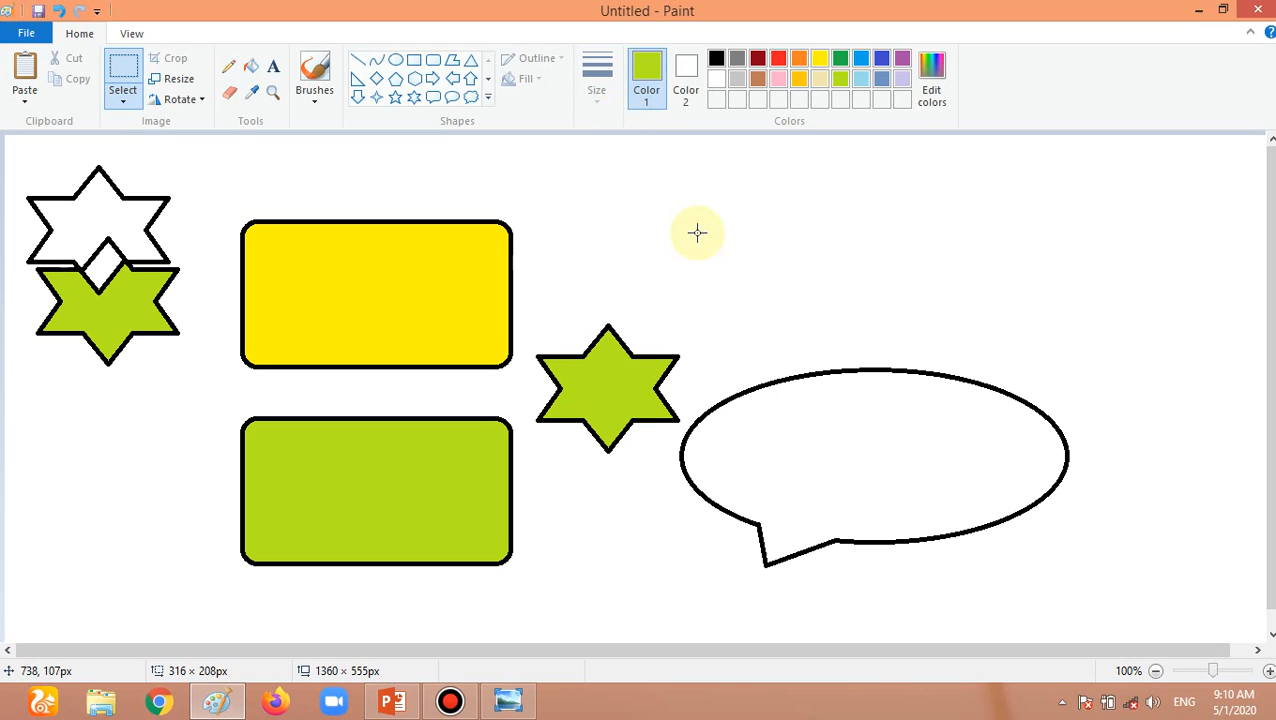 Untitled - Paint
File Home View
Paste Cut Copy Clipboard
Select Crop Resize Rotate Image
Tools
Brushes
Outline Fill Shapes
Size
Color 1 Color 2 Edit colors Colors
738, 107px 316 × 208px 1360 × 555px 100%
ENG 9:10 AM
5/1/2020